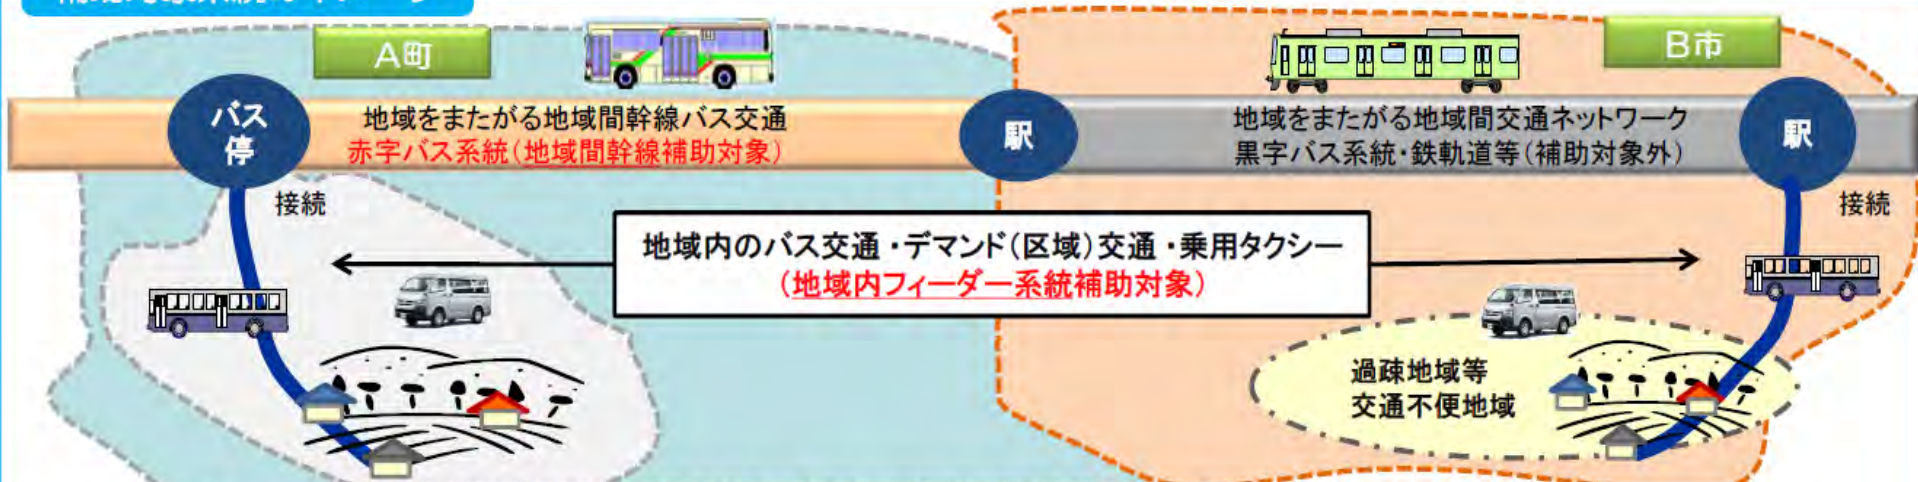 A町
B市
バス
停
地域をまたがる地域間幹線バス交通
赤字バス系統(地域間幹線補助対象)
駅
地域をまたがる地域間交通ネットワーク
黒字バス系統・鉄軌道等(補助対象外)
駅
接続
接続
地域内のバス交通・デマンド(区域)交通・乗用タクシー
(地域内フィーダー系統補助対象)
過疎地域等
交通不便地域